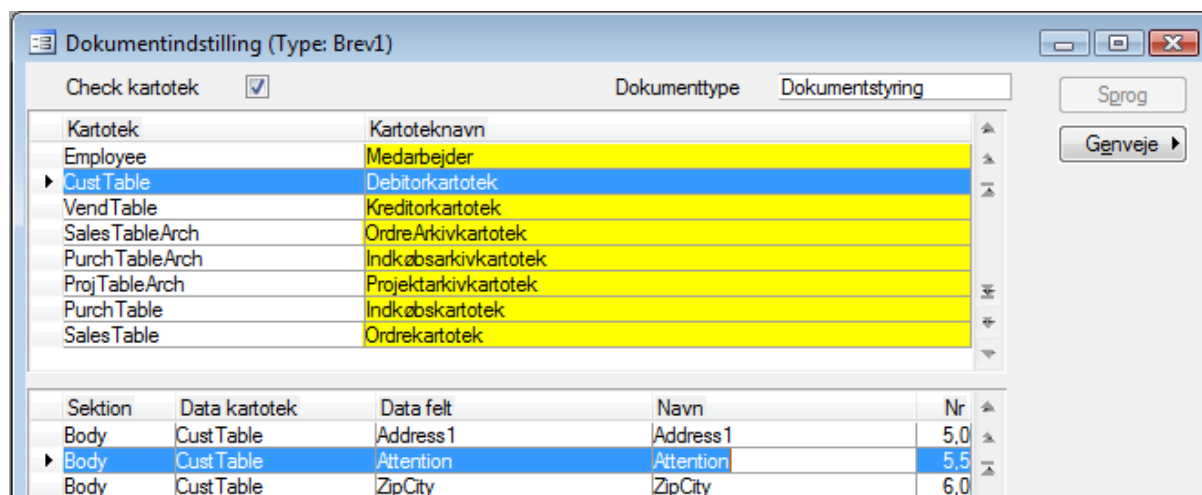 Dokumentindstilling (Type: Brev1)
Check kartotek Dokumenttype Dokumentstyring
Sprog
Kartotek Kartoteknavn
Genveje
Employee Medarbejder
CustTable Debitorkartotek
VendTable Kreditorkartotek
SalesTableArch OrdreArkivkartotek
PurchTableArch Indkøbsarkivkartotek
ProjTableArch Projektarkivkartotek
PurchTable Indkøbskartotek
SalesTable Ordrekartotek
Sektion Data kartotek Data felt Navn Nr
Body CustTable Address1 Address1 5,0
Body CustTable Attention Attention 5,5
Body CustTable ZipCity ZipCity 6,0